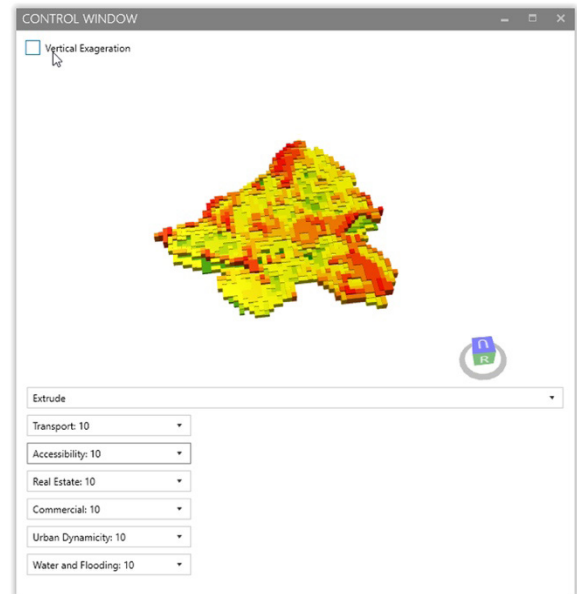 CONTROL WINDOW
Vertical Exageration
U
R
Extrude
Transport: 10
Accessibility: 10
Real Estate: 10
Commercial: 10
Urban Dynamicity: 10
Water and Flooding: 10